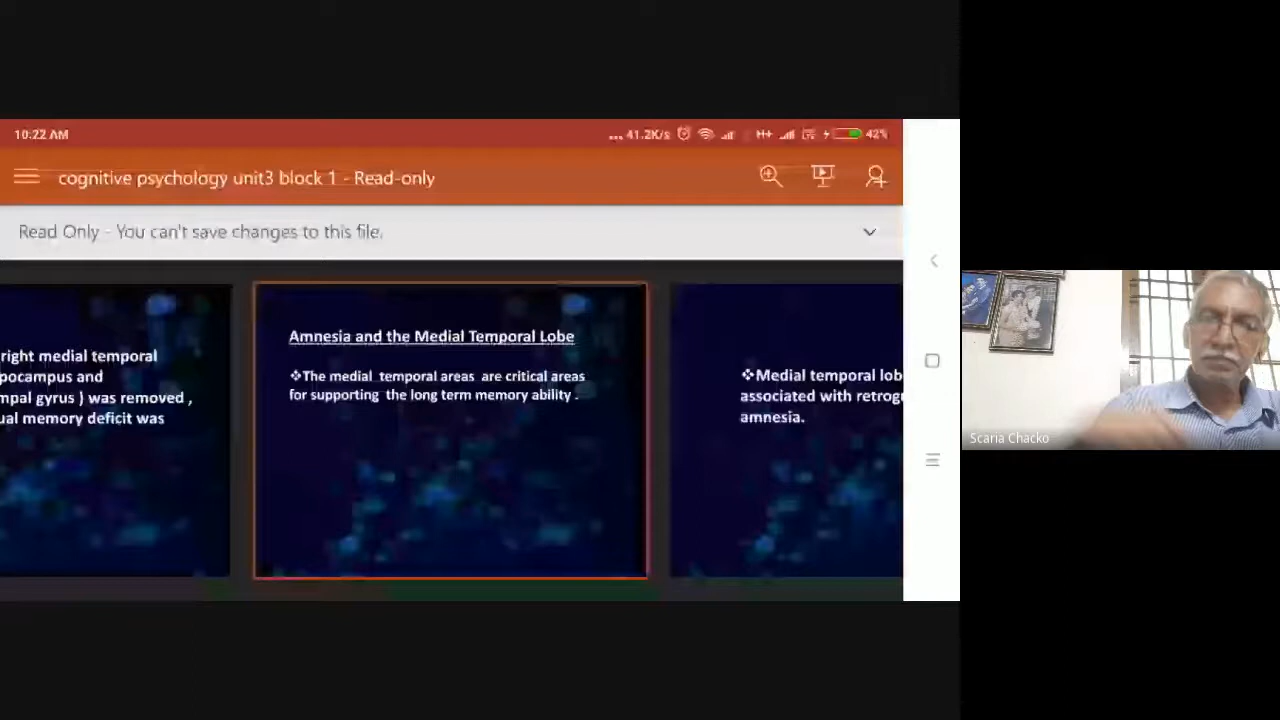 10:22 AM
... 41.2K/s H+ 42%
cognitive psychology unit3 block 1 - Read-only
Read Only - You can't save changes to this file.
right medial temporal
pocampus and
mpal gyrus ) was removed ,
ual memory deficit was
Amnesia and the Medial Temporal Lobe
❖The medial temporal areas are critical areas
for supporting the long term memory ability .
❖Medial temporal lob
associated with retrog
amnesia.
Scaria Chacko